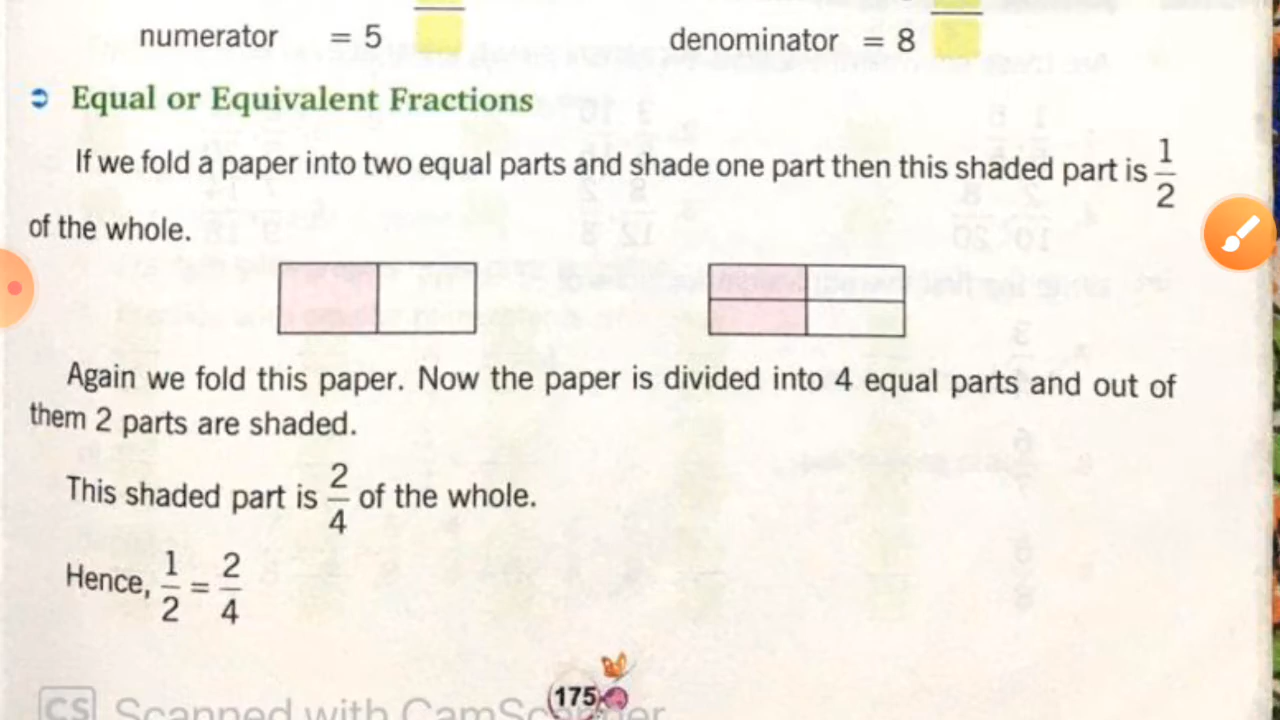 numerator = 5 denominator = 8
Equal or Equivalent Fractions
If we fold a paper into two equal parts and shade one part then this shaded part is 1/2
of the whole.
Again we fold this paper. Now the paper is divided into 4 equal parts and out of
them 2 parts are shaded.
This shaded part is 2/4 of the whole.
Hence, 1/2 = 2/4
175
CS Scanned with CamScanner